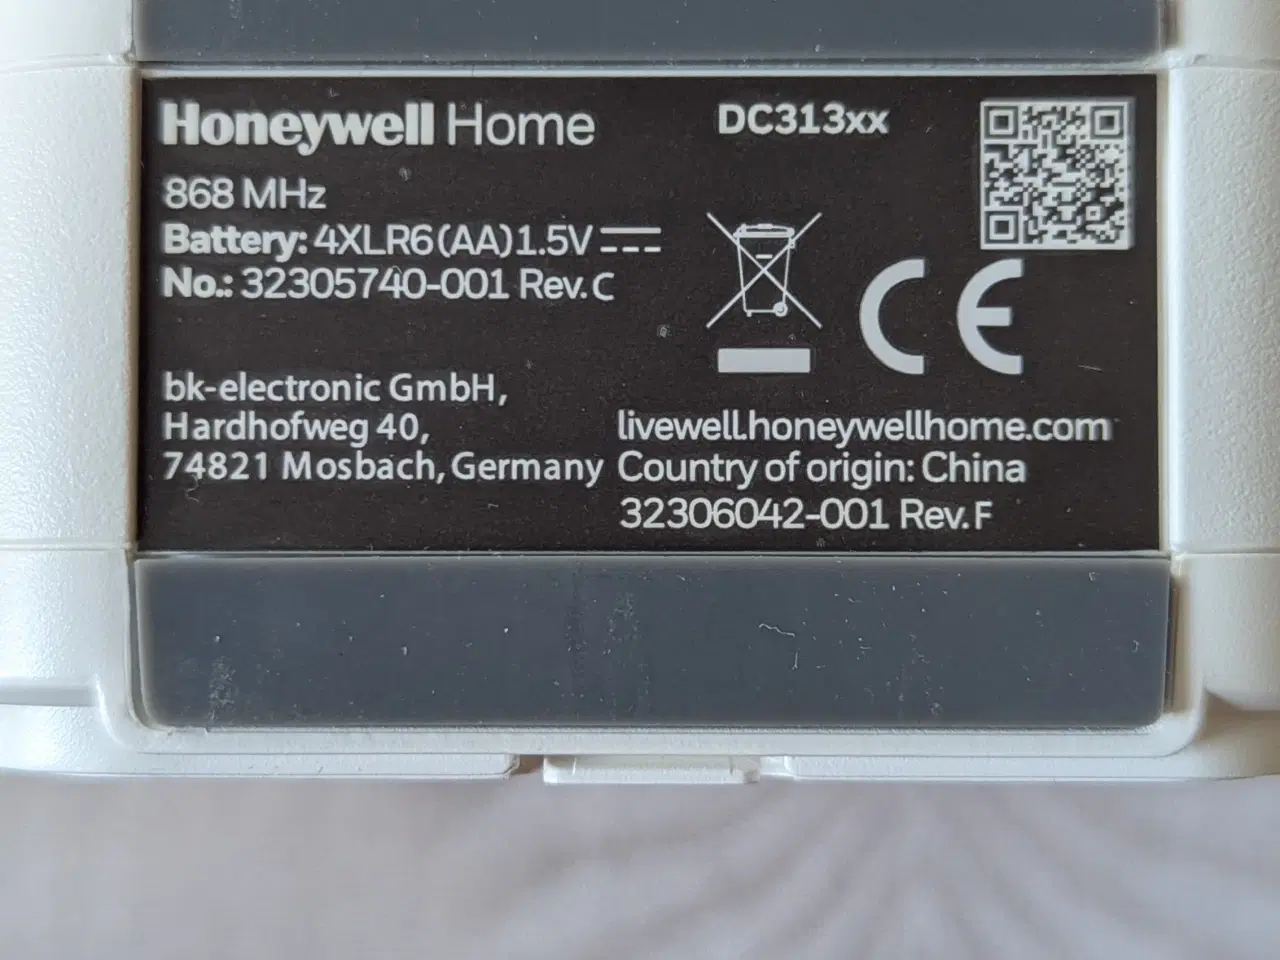 Honeywell Home
DC313xx
868 MHz
Battery: 4XLR6(AA)1.5V
No.: 32305740-001 Rev. C
CE
bk-electronic GmbH,
Hardhofweg 40,
74821 Mosbach, Germany
livewell.honeywellhome.com
Country of origin: China
32306042-001 Rev. F